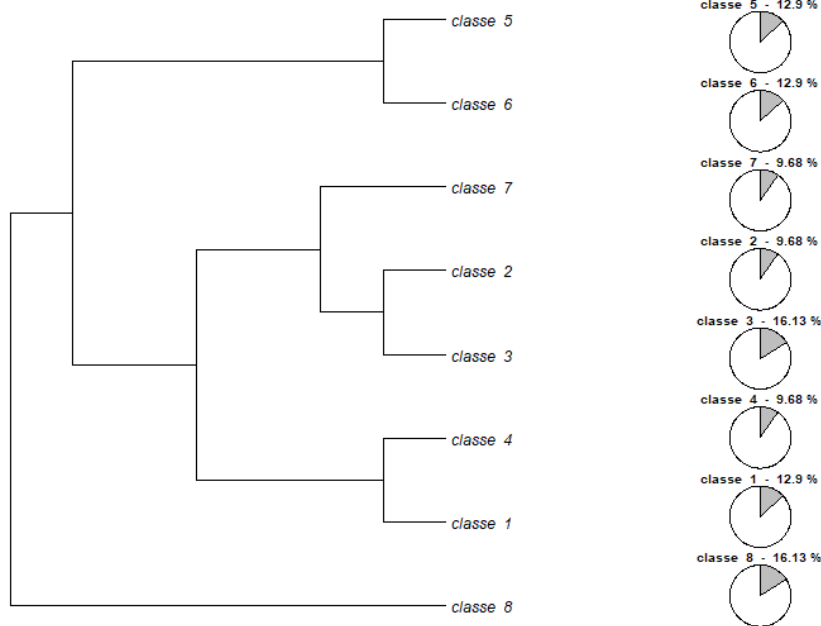 classe 5 - 12.9 %
classe 5
classe 6 - 12.9 %
classe 6
classe 7 - 9.68 %
classe 7
classe 2 - 9.68 %
classe 2
classe 3 - 16.13 %
classe 3
classe 4 - 9.68 %
classe 4
classe 1 - 12.9 %
classe 1
classe 8 - 16.13 %
classe 8